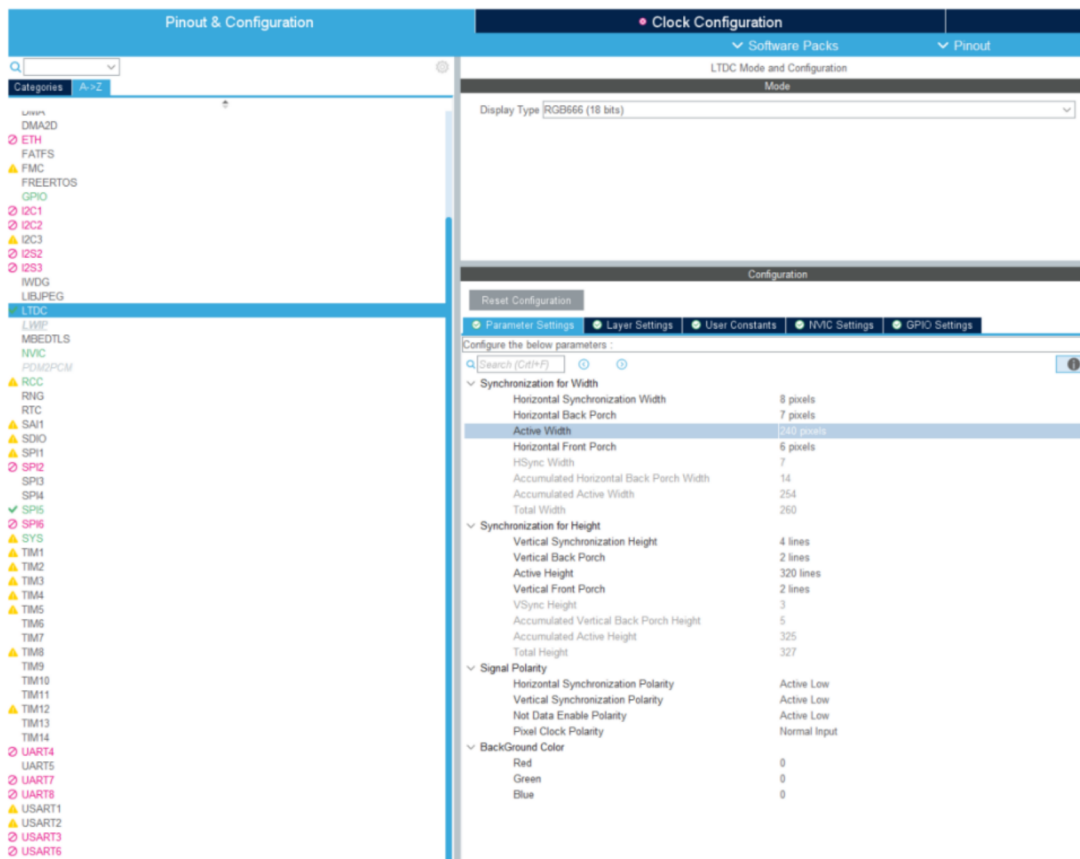 Pinout & Configuration
Clock Configuration
Software Packs
Pinout
Categories
A->Z
LTDC Mode and Configuration
Mode
Display Type RGB666 (18 bits)
DMA
DMA2D
ETH
FATFS
FMC
FREERTOS
GPIO
I2C1
I2C2
I2C3
I2S2
I2S3
IWDG
LIBJPEG
LTDC
LWIP
MBEDTLS
NVIC
PDM2PCM
RCC
RNG
RTC
SAI1
SDIO
SPI1
SPI2
SPI3
SPI4
SPI5
SPI6
SYS
TIM1
TIM2
TIM3
TIM4
TIM5
TIM6
TIM7
TIM8
TIM9
TIM10
TIM11
TIM12
TIM13
TIM14
UART4
UART5
UART7
UART8
USART1
USART2
USART3
USART6
Configuration
Reset Configuration
Parameter Settings
Layer Settings
User Constants
NVIC Settings
GPIO Settings
Configure the below parameters :
Search (Crtl+F)
Synchronization for Width
Horizontal Synchronization Width 8 pixels
Horizontal Back Porch 7 pixels
Active Width 240 pixels
Horizontal Front Porch 6 pixels
HSync Width 7
Accumulated Horizontal Back Porch Width 14
Accumulated Active Width 254
Total Width 260
Synchronization for Height
Vertical Synchronization Height 4 lines
Vertical Back Porch 2 lines
Active Height 320 lines
Vertical Front Porch 2 lines
VSync Height 3
Accumulated Vertical Back Porch Height 5
Accumulated Active Height 325
Total Height 327
Signal Polarity
Horizontal Synchronization Polarity Active Low
Vertical Synchronization Polarity Active Low
Not Data Enable Polarity Active Low
Pixel Clock Polarity Normal Input
BackGround Color
Red 0
Green 0
Blue 0